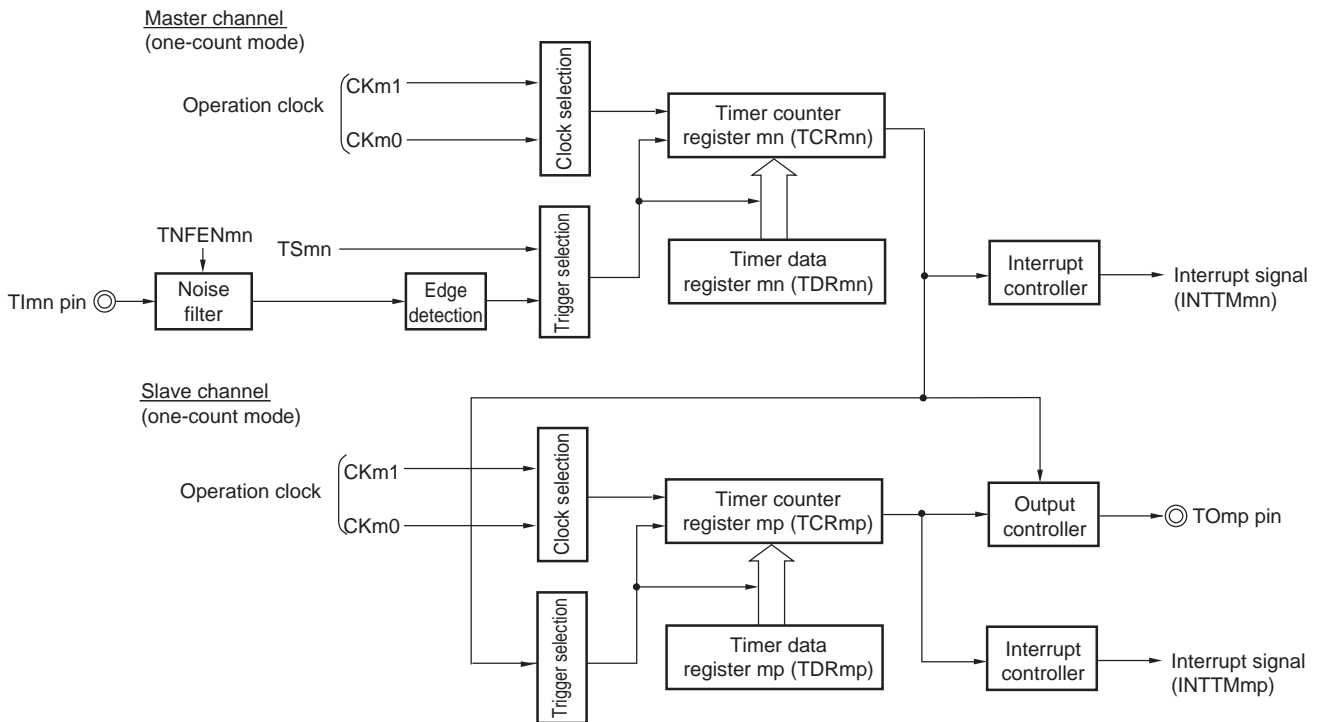 Master channel
(one-count mode)
Operation clock
CKm1
CKm0
Clock selection
Timer counter
register mn (TCRmn)
TNFENmn
TSmn
TImn pin
Noise
filter
Edge
detection
Trigger selection
Timer data
register mn (TDRmn)
Interrupt
controller
Interrupt signal
(INTTMmn)
Slave channel
(one-count mode)
Operation clock
CKm1
CKm0
Clock selection
Timer counter
register mp (TCRmp)
Output
controller
TOmp pin
Trigger selection
Timer data
register mp (TDRmp)
Interrupt
controller
Interrupt signal
(INTTMmp)